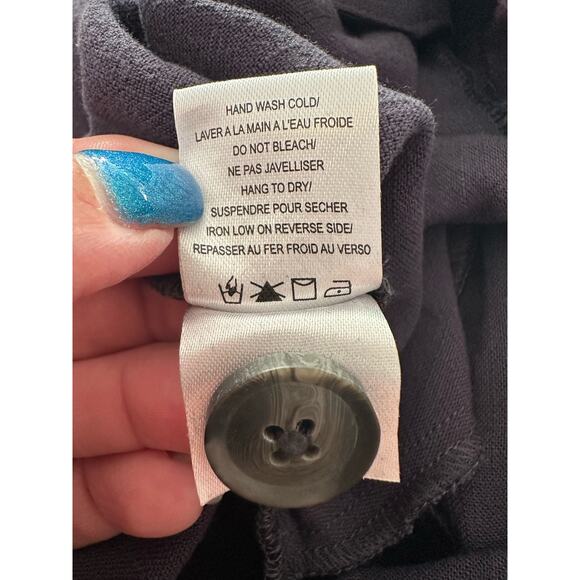 HAND WASH COLD/
LAVER A LA MAIN A L'EAU FROIDE
DO NOT BLEACH/
NE PAS JAVELLISER
HANG TO DRY/
SUSPENDRE POUR SECHER
IRON LOW ON REVERSE SIDE/
REPASSER AU FER FROID AU VERSO